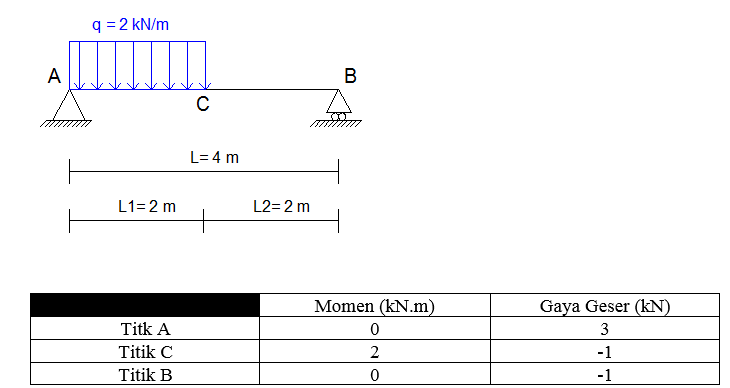 q = 2 kN/m
A
B
C
L= 4 m
L1= 2 m L2= 2 m
Momen (kN.m) Gaya Geser (kN)
Titk A 0 3
Titik C 2 -1
Titik B 0 -1